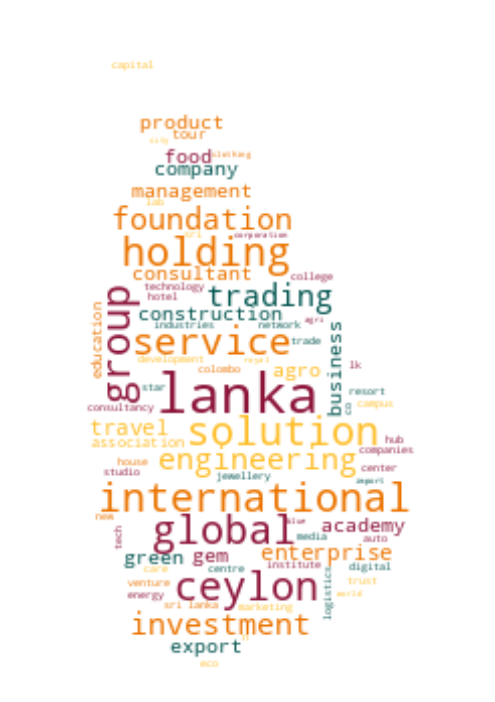 capital
product
tour
city
food clothing
company
management
lab
foundation
sri corporation
holding
consultant college
technology
hotel trading
group
education
construction agri
industries network
service trade
business
development royal
colombo agro lk
star lanka resort
consultancy co campus
travel solution
association hub
companies
house engineering center
studio jewellery import
international
new
tech global blue academy
media auto
green gem enterprise
care centre institute digital
venture ceylon trust
energy logistics world
sri lanka marketing
investment it
export
eco